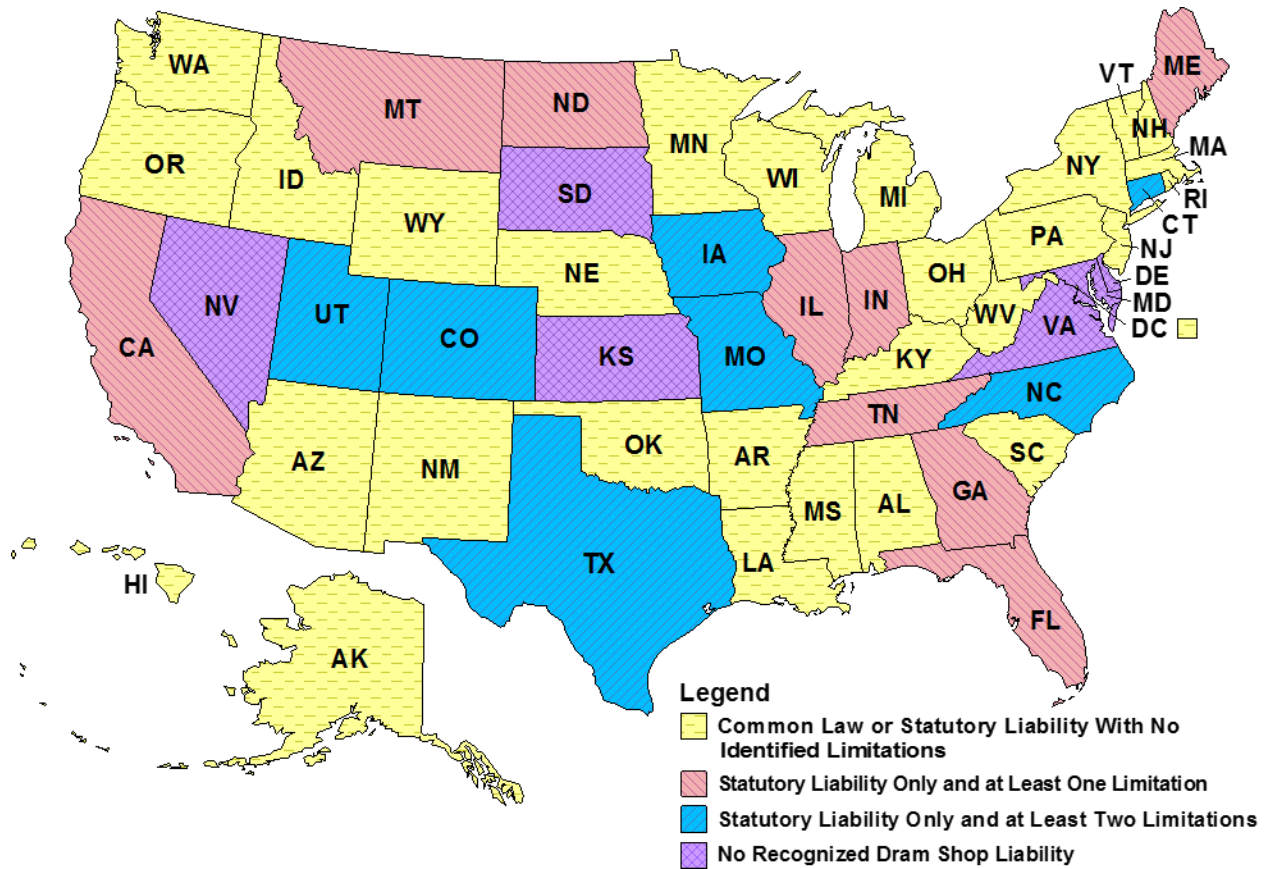 WA
MT
ND
MN
VT
ME
NH
MA
OR
ID
WY
SD
WI
MI
NY
RI
CT
NV
UT
CO
NE
IA
IL
IN
OH
PA
NJ
DE
MD
DC
WV
VA
CA
KS
MO
KY
NC
TN
AZ
NM
OK
AR
SC
MS
AL
GA
TX
LA
HI
FL
AK
Legend
Common Law or Statutory Liability With No
Identified Limitations
Statutory Liability Only and at Least One Limitation
Statutory Liability Only and at Least Two Limitations
No Recognized Dram Shop Liability